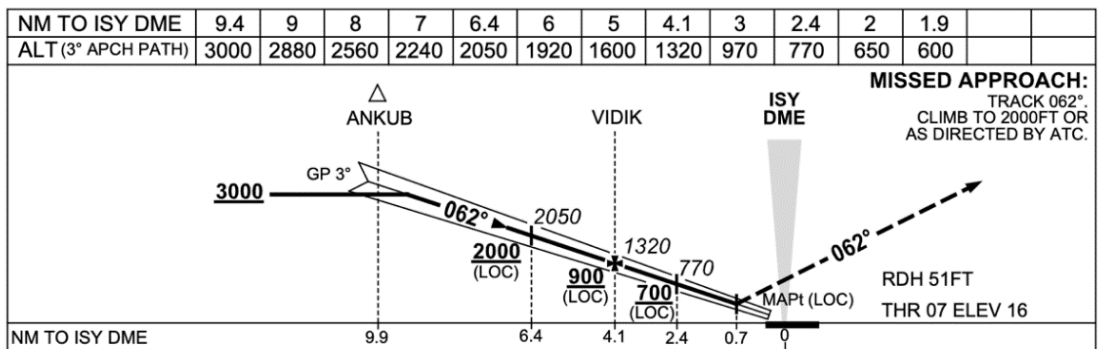 NM TO ISY DME 9.4 9 8 7 6.4 6 5 4.1 3 2.4 2 1.9
ALT (3° APCH PATH) 3000 2880 2560 2240 2050 1920 1600 1320 970 770 650 600
MISSED APPROACH:
TRACK 062°.
CLIMB TO 2000FT OR
AS DIRECTED BY ATC.
ANKUB
VIDIK
ISY
DME
GP 3°
3000
062°
2050
2000
(LOC)
1320
900
(LOC)
770
700
(LOC)
062°
MAPt (LOC)
RDH 51FT
THR 07 ELEV 16
NM TO ISY DME 9.9 6.4 4.1 2.4 0.7 0